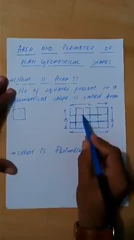 AREA AND PERIMETER OF
PLAN GEOMETRICAL SHAPES
WHAT IS AREA ?
No of squares present in a
geometrical shape is called Area
WHAT IS Perimeter